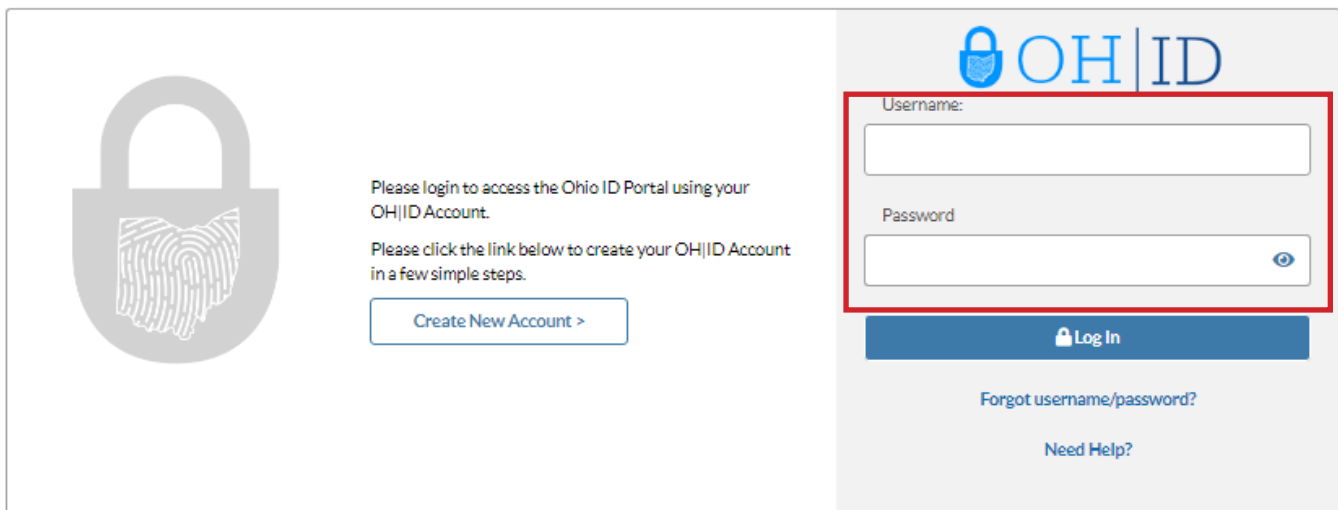 Please login to access the Ohio ID Portal using your
OH|ID Account.
Please click the link below to create your OH|ID Account
in a few simple steps.
Create New Account >
OH|ID
Username:
Password
Log In
Forgot username/password?
Need Help?